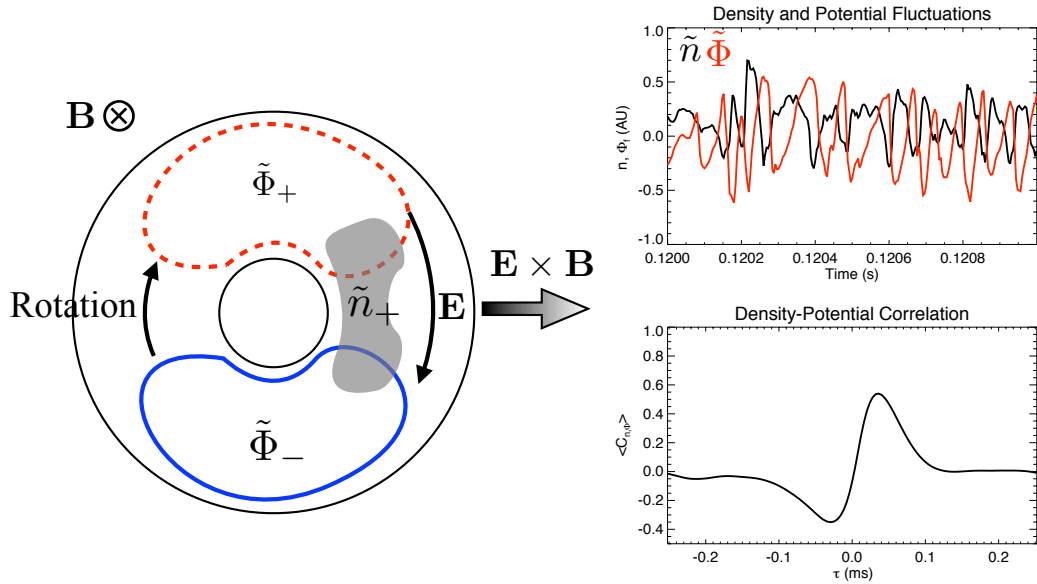 B ⊗
Φ̃₊
Rotation
ñ₊
E
E × B
Φ̃₋
Density and Potential Fluctuations
ñ Φ̃
n, Φ_f (AU)
1.0
0.5
0.0
-0.5
-1.0
0.1200 0.1202 0.1204 0.1206 0.1208
Time (s)
Density-Potential Correlation
<C_{n,Φ}>
1.0
0.8
0.6
0.4
0.2
0.0
-0.2
-0.4
-0.2 -0.1 0.0 0.1 0.2
τ (ms)